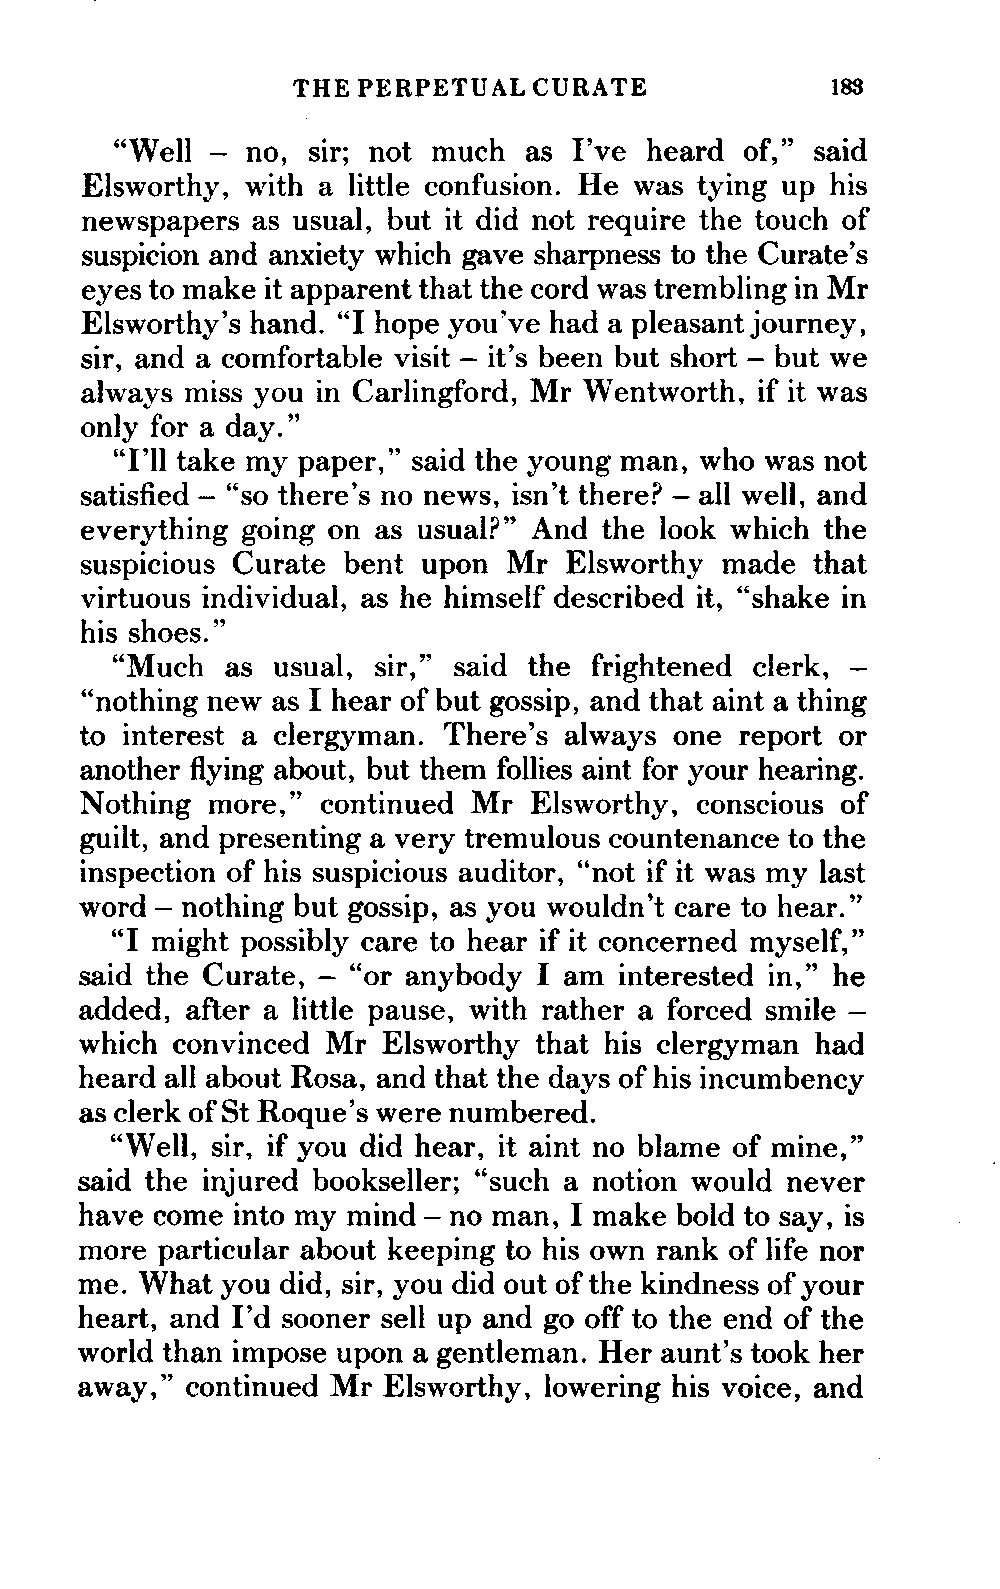 THE PERPETUAL CURATE 183
“Well – no, sir; not much as I’ve heard of,” said
Elsworthy, with a little confusion. He was tying up his
newspapers as usual, but it did not require the touch of
suspicion and anxiety which gave sharpness to the Curate’s
eyes to make it apparent that the cord was trembling in Mr
Elsworthy’s hand. “I hope you’ve had a pleasant journey,
sir, and a comfortable visit – it’s been but short – but we
always miss you in Carlingford, Mr Wentworth, if it was
only for a day.”
“I’ll take my paper,” said the young man, who was not
satisfied – “so there’s no news, isn’t there? – all well, and
everything going on as usual?” And the look which the
suspicious Curate bent upon Mr Elsworthy made that
virtuous individual, as he himself described it, “shake in
his shoes.”
“Much as usual, sir,” said the frightened clerk, –
“nothing new as I hear of but gossip, and that aint a thing
to interest a clergyman. There’s always one report or
another flying about, but them follies aint for your hearing.
Nothing more,” continued Mr Elsworthy, conscious of
guilt, and presenting a very tremulous countenance to the
inspection of his suspicious auditor, “not if it was my last
word – nothing but gossip, as you wouldn’t care to hear.”
“I might possibly care to hear if it concerned myself,”
said the Curate, – “or anybody I am interested in,” he
added, after a little pause, with rather a forced smile –
which convinced Mr Elsworthy that his clergyman had
heard all about Rosa, and that the days of his incumbency
as clerk of St Roque’s were numbered.
“Well, sir, if you did hear, it aint no blame of mine,”
said the injured bookseller; “such a notion would never
have come into my mind – no man, I make bold to say, is
more particular about keeping to his own rank of life nor
me. What you did, sir, you did out of the kindness of your
heart, and I’d sooner sell up and go off to the end of the
world than impose upon a gentleman. Her aunt’s took her
away,” continued Mr Elsworthy, lowering his voice, and